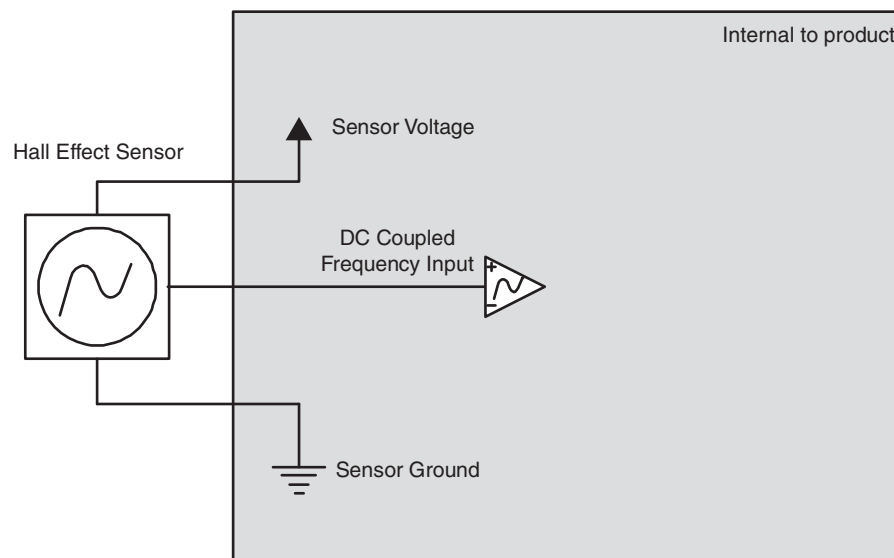 Internal to product
Sensor Voltage
Hall Effect Sensor
DC Coupled
Frequency Input
+
−
Sensor Ground